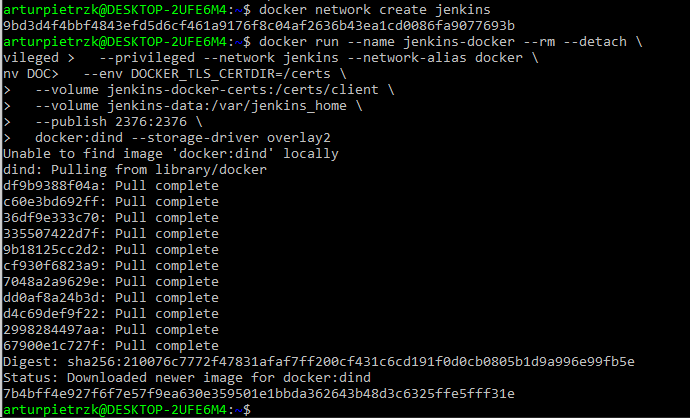 arturpietrzk@DESKTOP-2UFE6M4:~$ docker network create jenkins
9bd3d4f4bbf4843efd5d6cf461a9176f8c04af2636b43ea1cd0086fa9077693b
arturpietrzk@DESKTOP-2UFE6M4:~$ docker run --name jenkins-docker --rm --detach \
vileged >   --privileged --network jenkins --network-alias docker \
nv DOC>   --env DOCKER_TLS_CERTDIR=/certs \
>   --volume jenkins-docker-certs:/certs/client \
>   --volume jenkins-data:/var/jenkins_home \
>   --publish 2376:2376 \
>   docker:dind --storage-driver overlay2
Unable to find image 'docker:dind' locally
dind: Pulling from library/docker
df9b9388f04a: Pull complete
c60e3bd692ff: Pull complete
36df9e333c70: Pull complete
335507422d7f: Pull complete
9b18125cc2d2: Pull complete
cf930f6823a9: Pull complete
7048a2a9629e: Pull complete
dd0af8a24b3d: Pull complete
d4c69def9f22: Pull complete
2998284497aa: Pull complete
67900e1c727f: Pull complete
Digest: sha256:210076c7772f47831afaf7ff200cf431c6cd191f0d0cb0805b1d9a996e99fb5e
Status: Downloaded newer image for docker:dind
7b4bff4e927f6f7e57f9ea630e359501e1bbda362643b48d3c6325ffe5fff31e
arturpietrzk@DESKTOP-2UFE6M4:~$